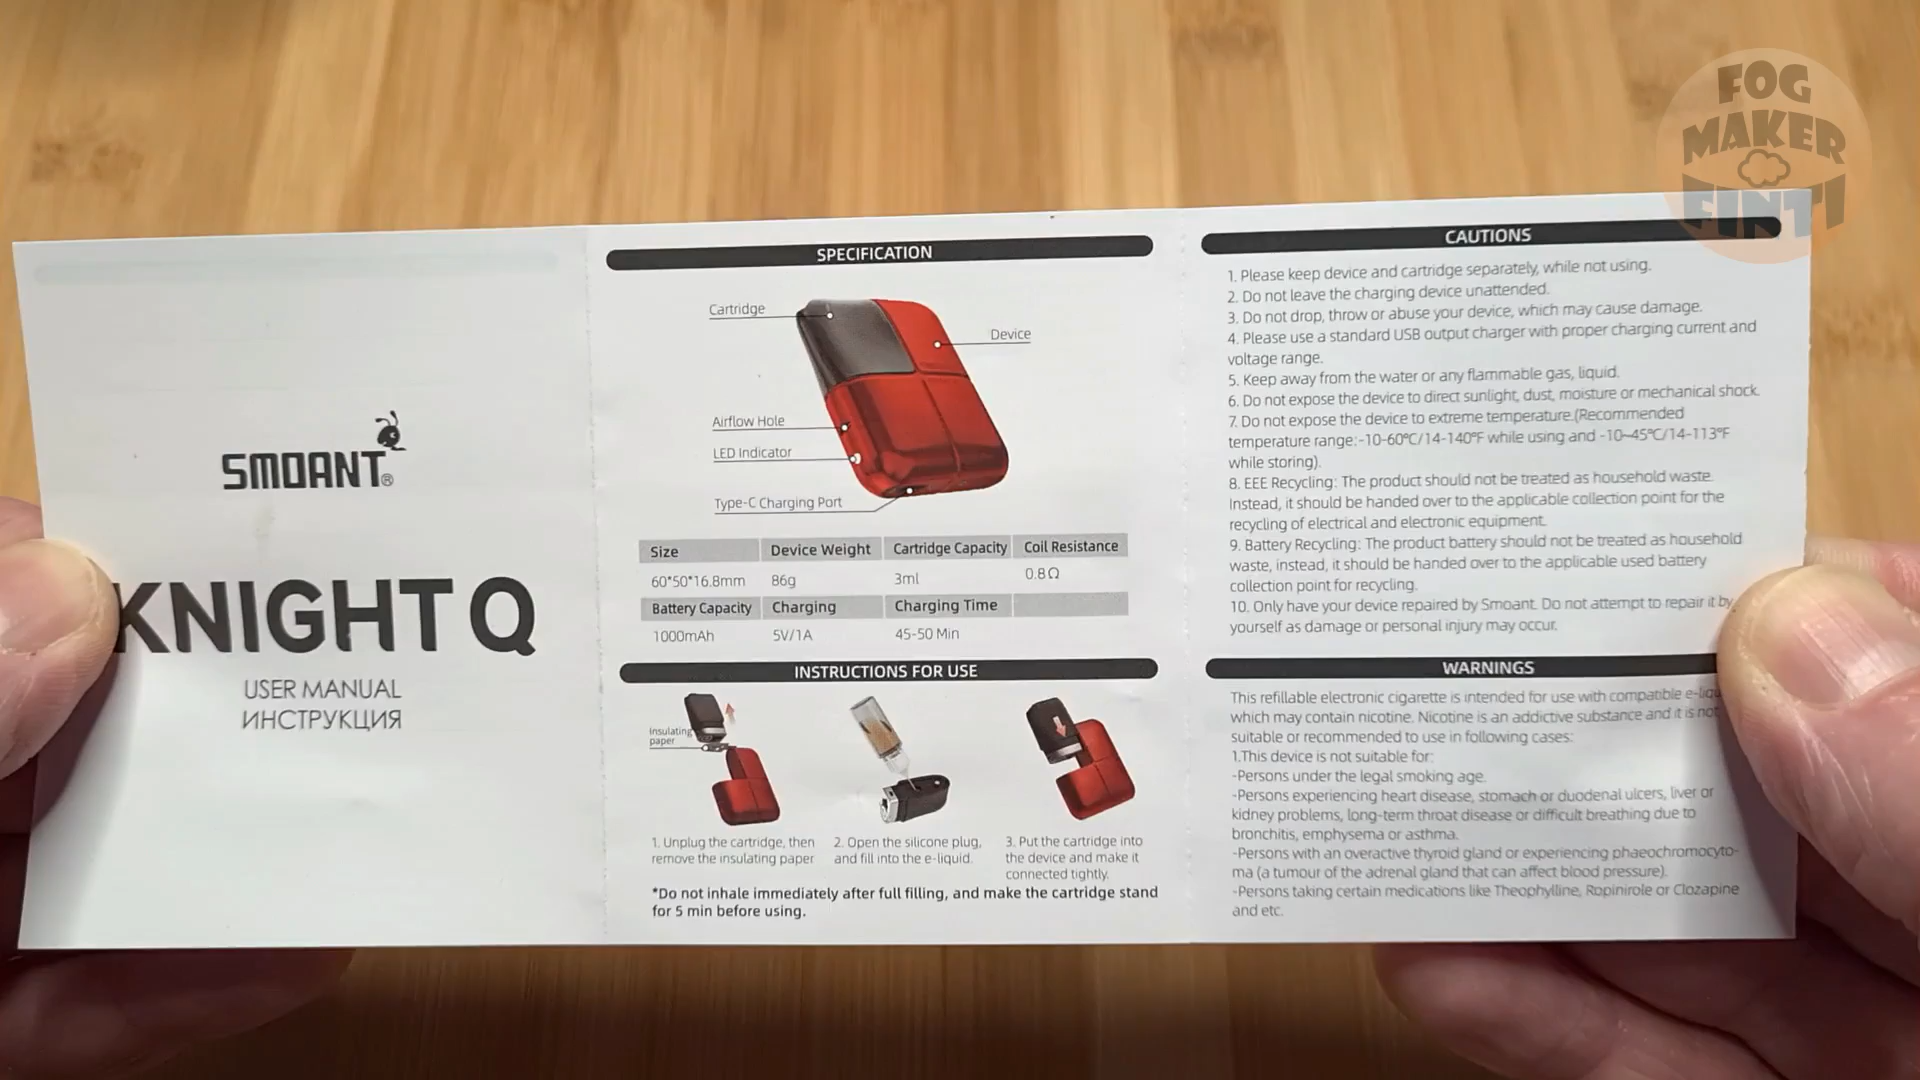 FOG
MAKER
FINTI
SMOANT®
KNIGHT Q
USER MANUAL
ИНСТРУКЦИЯ
SPECIFICATION
Cartridge
Device
Airflow Hole
LED Indicator
Type-C Charging Port
Size Device Weight Cartridge Capacity Coil Resistance
60*50*16.8mm 86g 3ml 0.8Ω
Battery Capacity Charging Charging Time
1000mAh 5V/1A 45-50 Min
INSTRUCTIONS FOR USE
Insulating
paper
1. Unplug the cartridge, then
remove the insulating paper
2. Open the silicone plug,
and fill into the e-liquid.
3. Put the cartridge into
the device and make it
connected tightly.
*Do not inhale immediately after full filling, and make the cartridge stand
for 5 min before using.
CAUTIONS
1. Please keep device and cartridge separately, while not using.
2. Do not leave the charging device unattended.
3. Do not drop, throw or abuse your device, which may cause damage.
4. Please use a standard USB output charger with proper charging current and
voltage range.
5. Keep away from the water or any flammable gas, liquid.
6. Do not expose the device to direct sunlight, dust, moisture or mechanical shock.
7. Do not expose the device to extreme temperature.(Recommended
temperature range:-10-60℃/14-140℉ while using and -10~45℃/14-113℉
while storing).
8. EEE Recycling: The product should not be treated as household waste.
Instead, it should be handed over to the applicable collection point for the
recycling of electrical and electronic equipment.
9. Battery Recycling: The product battery should not be treated as household
waste, instead, it should be handed over to the applicable used battery
collection point for recycling.
10. Only have your device repaired by Smoant. Do not attempt to repair it by
yourself as damage or personal injury may occur.
WARNINGS
This refillable electronic cigarette is intended for use with compatible
which may contain nicotine. Nicotine is an addictive substance and it is not
suitable or recommended to use in following cases:
1.This device is not suitable for:
-Persons under the legal smoking age.
-Persons experiencing heart disease, stomach or duodenal ulcers, liver or
kidney problems, long-term throat disease or difficult breathing due to
bronchitis, emphysema or asthma.
-Persons with an overactive thyroid gland or experiencing phaeochromocyto-
ma (a tumour of the adrenal gland that can affect blood pressure).
-Persons taking certain medications like Theophylline, Ropinirole or Clozapine
and etc.